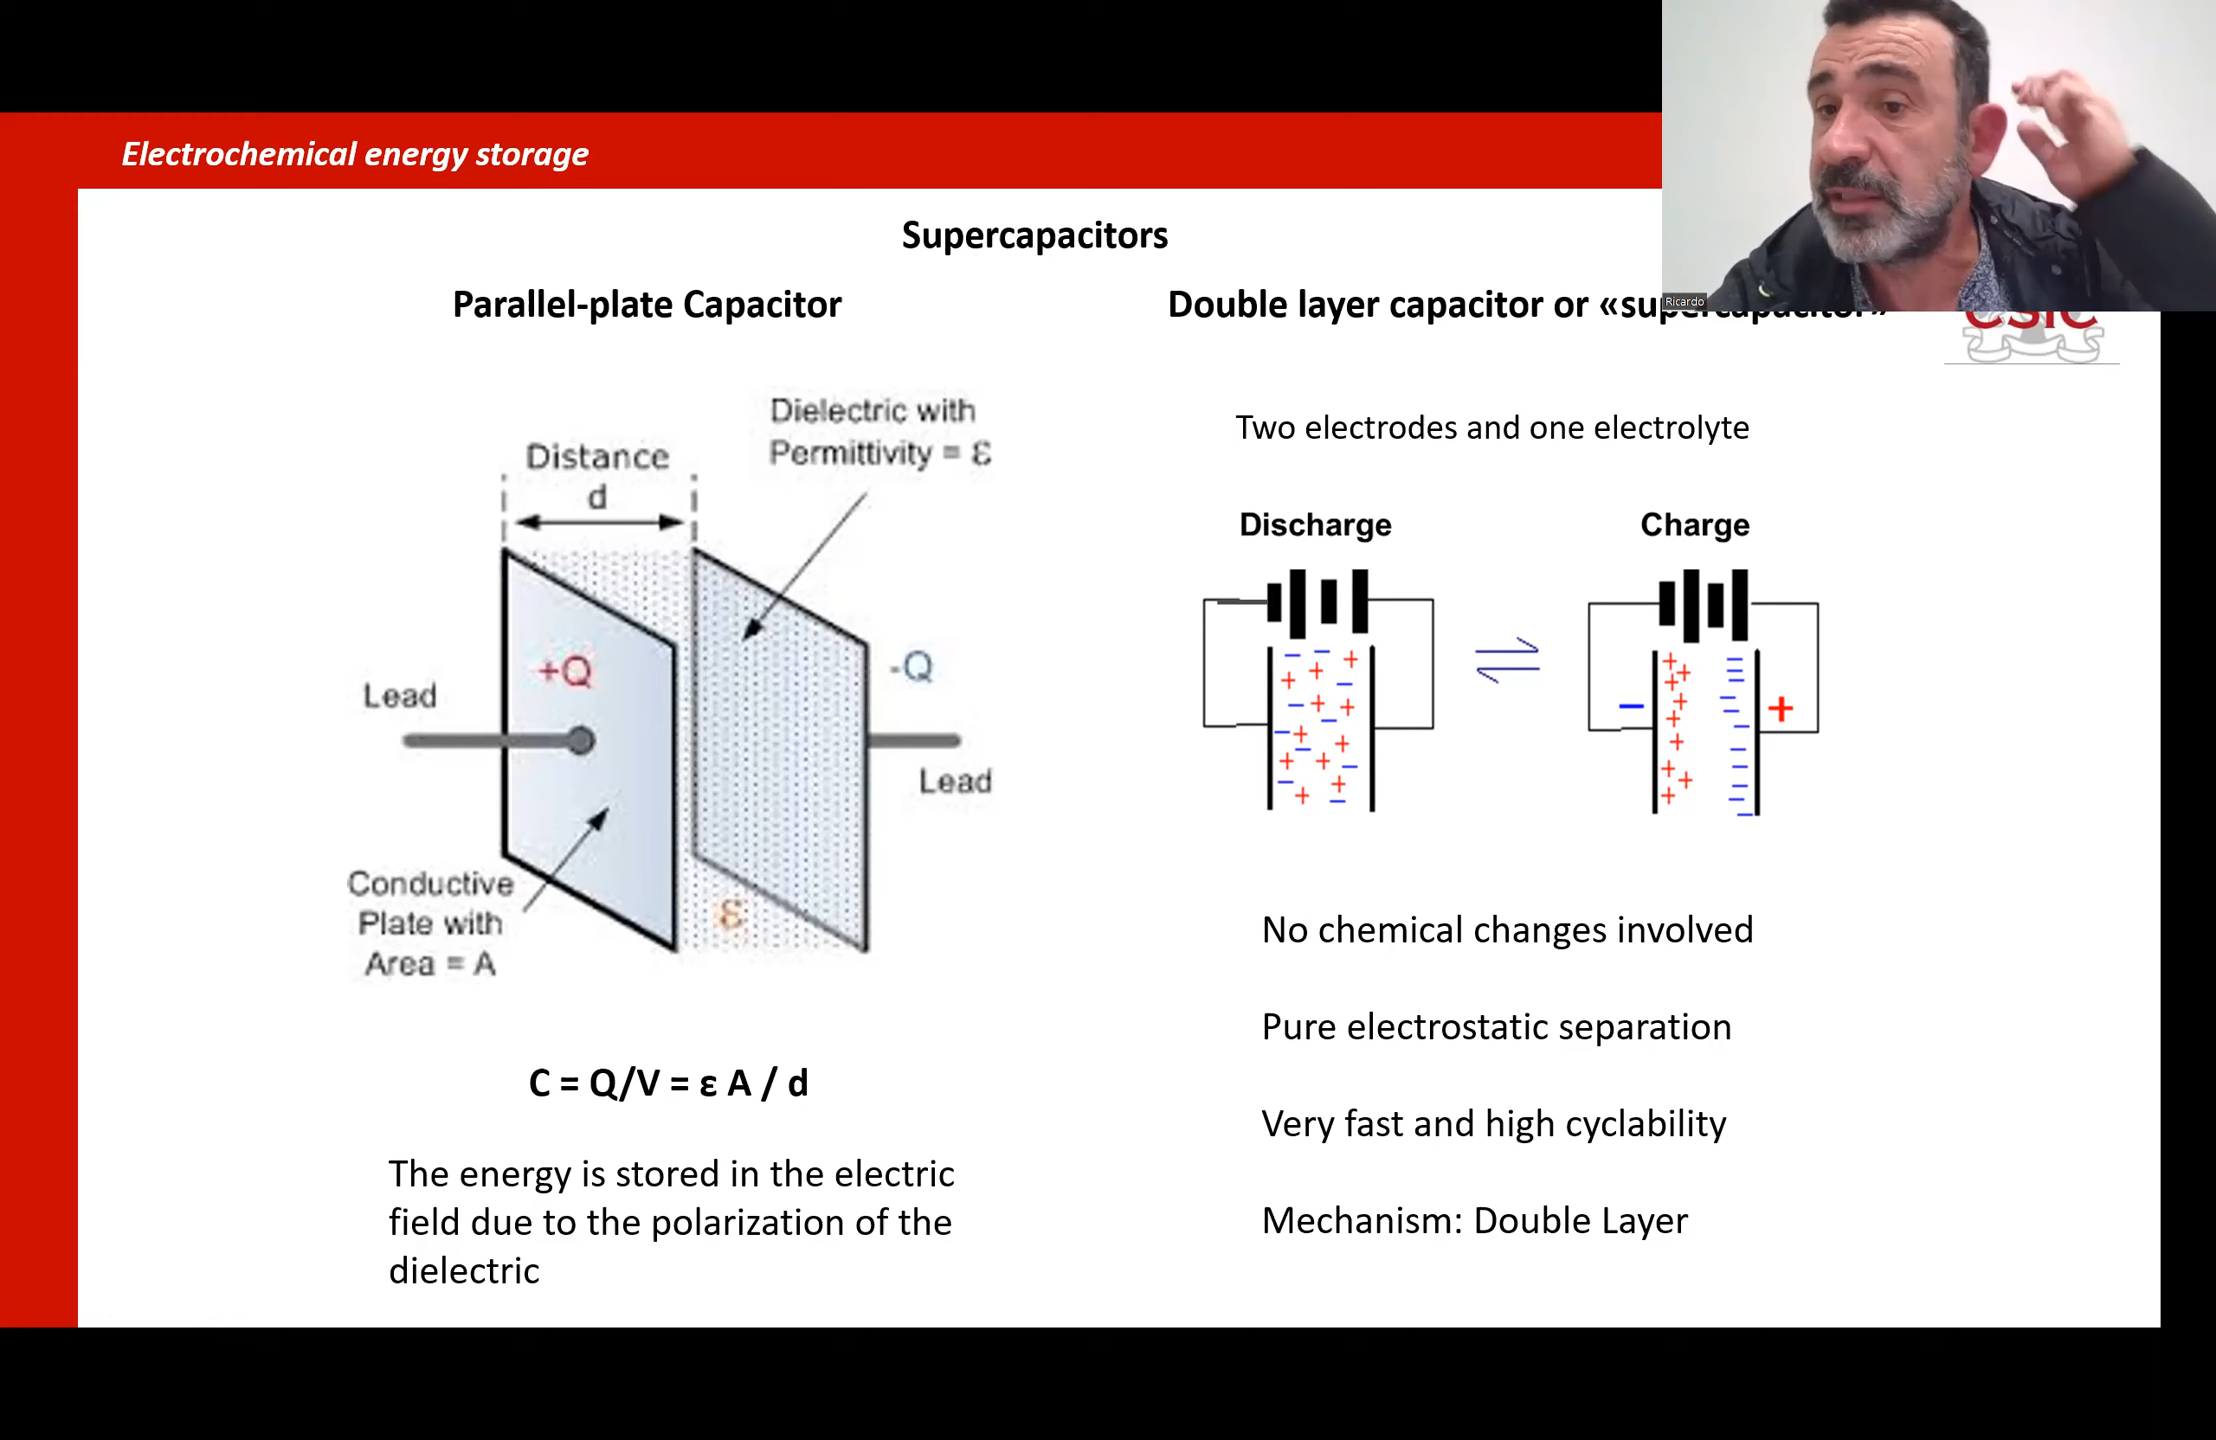 Electrochemical energy storage
Supercapacitors
Parallel-plate Capacitor
Dielectric with
Permittivity = ε
Distance
d
+Q
-Q
Lead
Lead
Conductive
Plate with
Area = A
ε
C = Q/V = ε A / d
The energy is stored in the electric
field due to the polarization of the
dielectric
Double layer capacitor or «supercapacitor»
Ricardo
CSIC
Two electrodes and one electrolyte
Discharge
Charge
No chemical changes involved
Pure electrostatic separation
Very fast and high cyclability
Mechanism: Double Layer